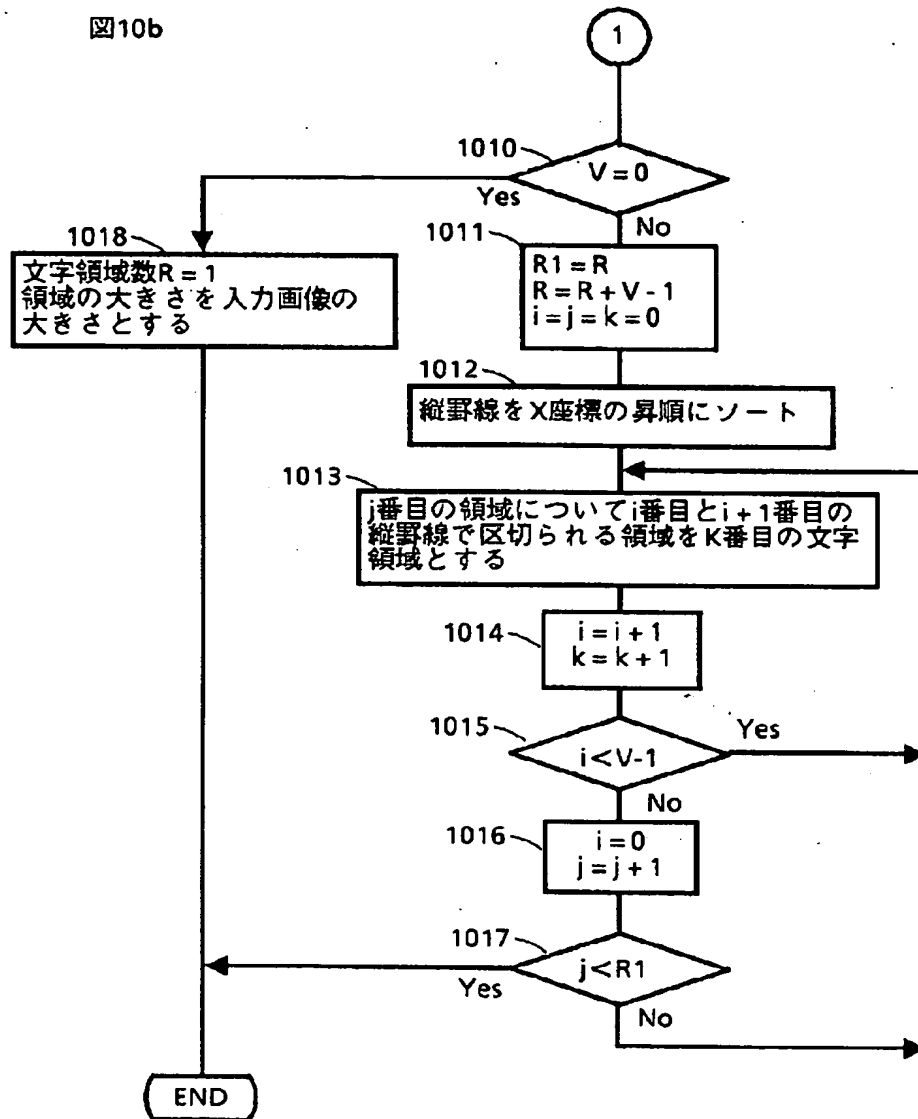 図10b
1
1010
V=0
Yes
No
1018
文字領域数R=1
領域の大きさを入力画像の
大きさとする
1011
R1=R
R=R+V-1
i=j=k=0
1012
縦罫線をX座標の昇順にソート
1013
j番目の領域についてi番目とi+1番目の
縦罫線で区切られる領域をK番目の文字
領域とする
1014
i=i+1
k=k+1
1015
i<V-1
Yes
No
1016
i=0
j=j+1
1017
j<R1
Yes
No
END